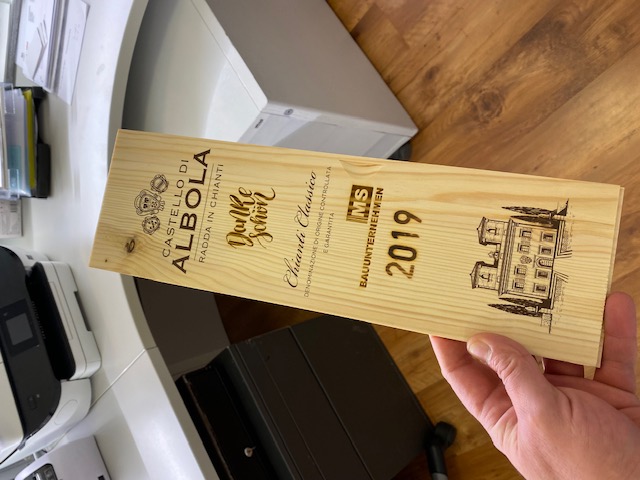 CASTELLO DI
ALBOLA
RADDA IN CHIANTI
Danke
schön
Chianti Classico
DENOMINAZIONE DI ORIGINE CONTROLLATA
E GARANTITA
MS
BAUUNTERNEHMEN
2019